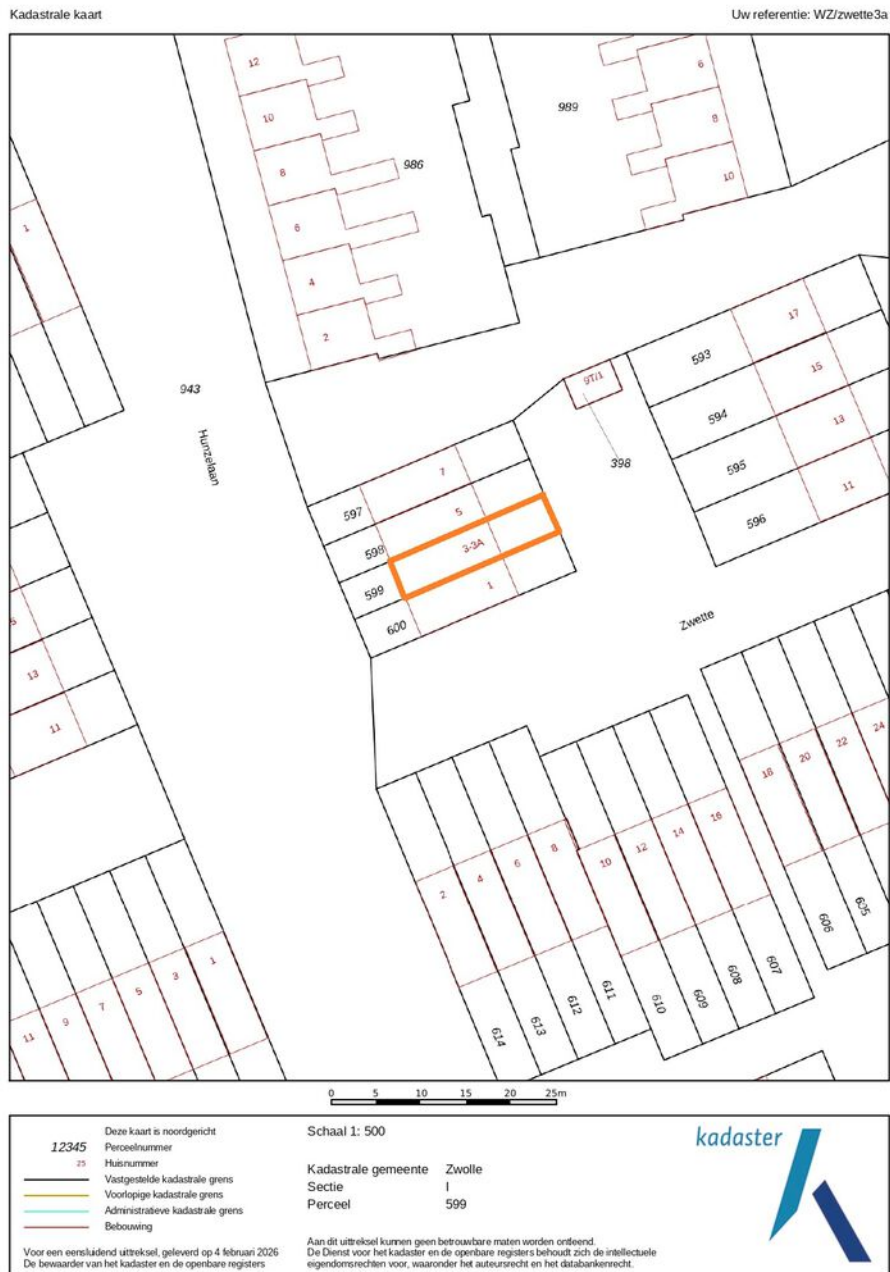 Kadastrale kaart Uw referentie: WZ/zwette3a
12
10
8
6
4
2
986
989
6
8
10
1
943
Hunzelaan
593
17
594
15
595
13
596
11
9T/1
398
597
7
598
5
599
3-3A
600
1
Zwette
5
13
11
2
4
6
8
10
12
14
16
18
20
22
24
614
613
612
611
610
609
608
607
606
605
11
9
7
5
3
1
0 5 10 15 20 25m
Deze kaart is noordgericht
12345 Perceelnummer
25 Huisnummer
Vastgestelde kadastrale grens
Voorlopige kadastrale grens
Administratieve kadastrale grens
Bebouwing
Voor een eensluidend uittreksel, geleverd op 4 februari 2026
De bewaarder van het kadaster en de openbare registers
Schaal 1: 500
Kadastrale gemeente Zwolle
Sectie I
Perceel 599
Aan dit uittreksel kunnen geen betrouwbare maten worden ontleend.
De Dienst voor het kadaster en de openbare registers behoudt zich de intellectuele
eigendomsrechten voor, waaronder het auteursrecht en het databankenrecht.
kadaster